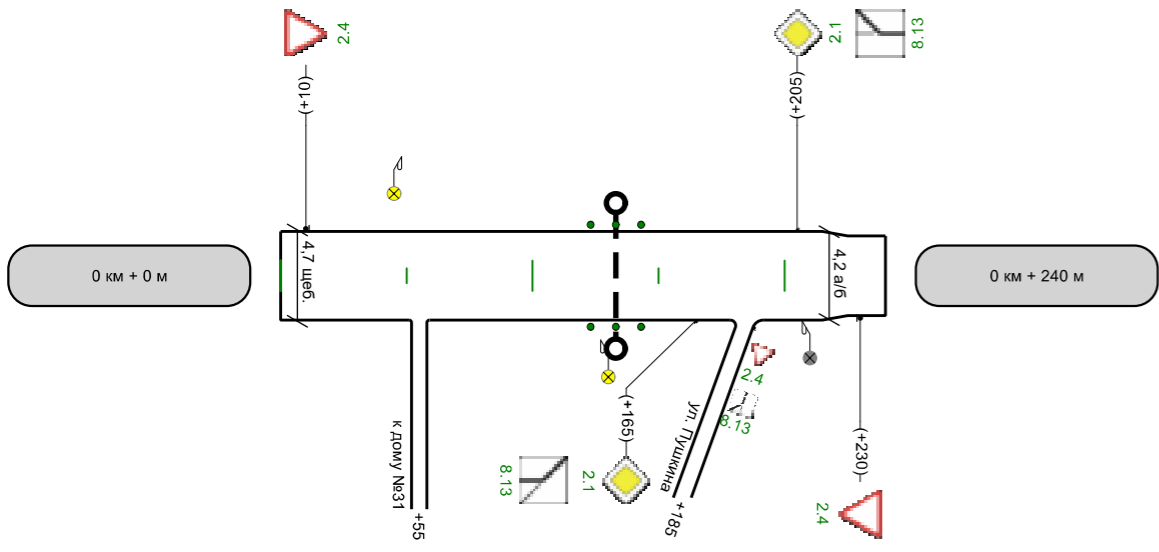 2.4
2.1
8.13
(+10)
(+205)
0 км + 0 м
4,7 щеб.
4,2 а/б
0 км + 240 м
2.4
8.13
(+165)
ул. Пушкина
(+230)
к дому №31
8.13
2.1
2.4
+55
+185